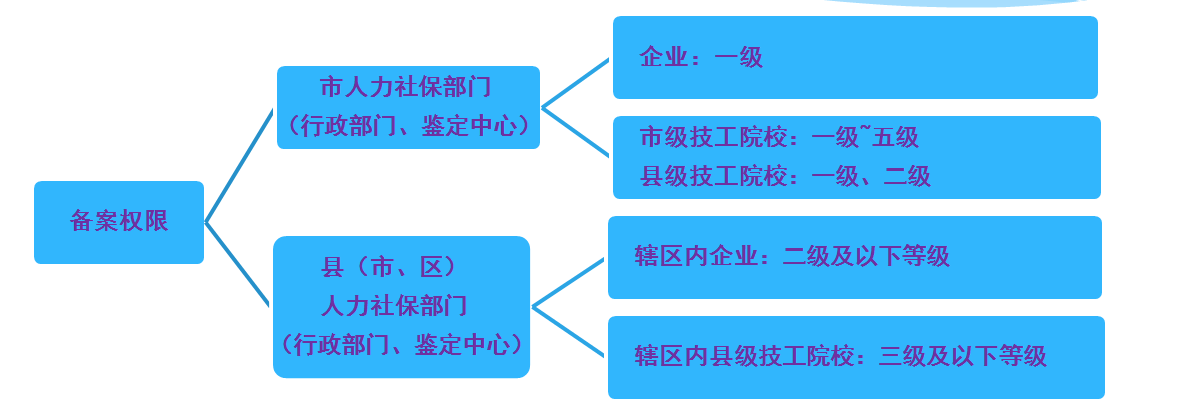 备案权限
市人力社保部门
（行政部门、鉴定中心）
企业：一级
市级技工院校：一级~五级
县级技工院校：一级、二级
县（市、区）
人力社保部门
（行政部门、鉴定中心）
辖区内企业：二级及以下等级
辖区内县级技工院校：三级及以下等级